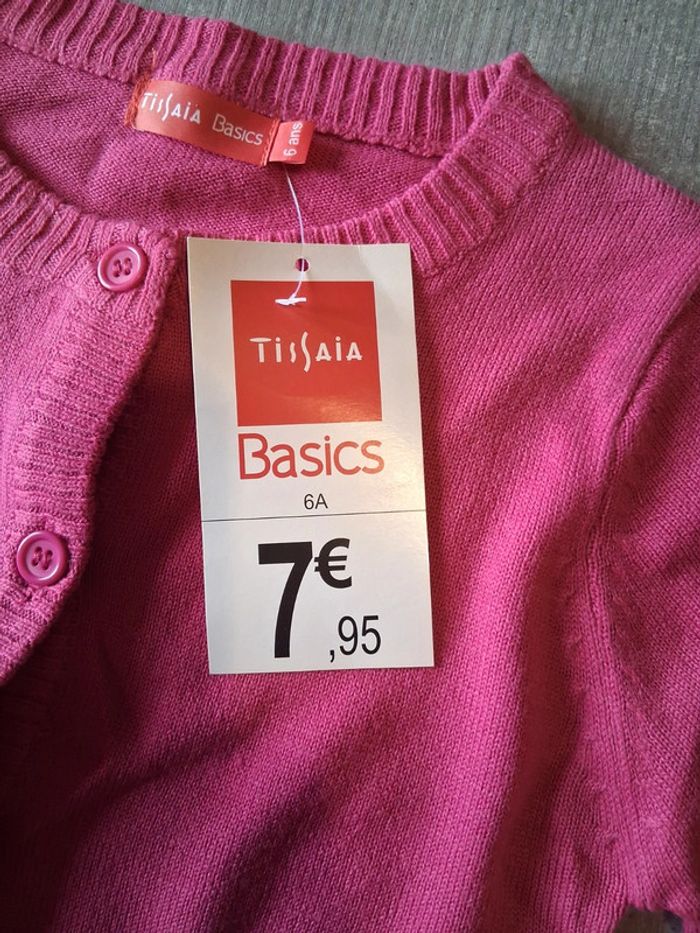 Tissaia Basics
6 ans
Tissaia
Basics
6A
7€,95